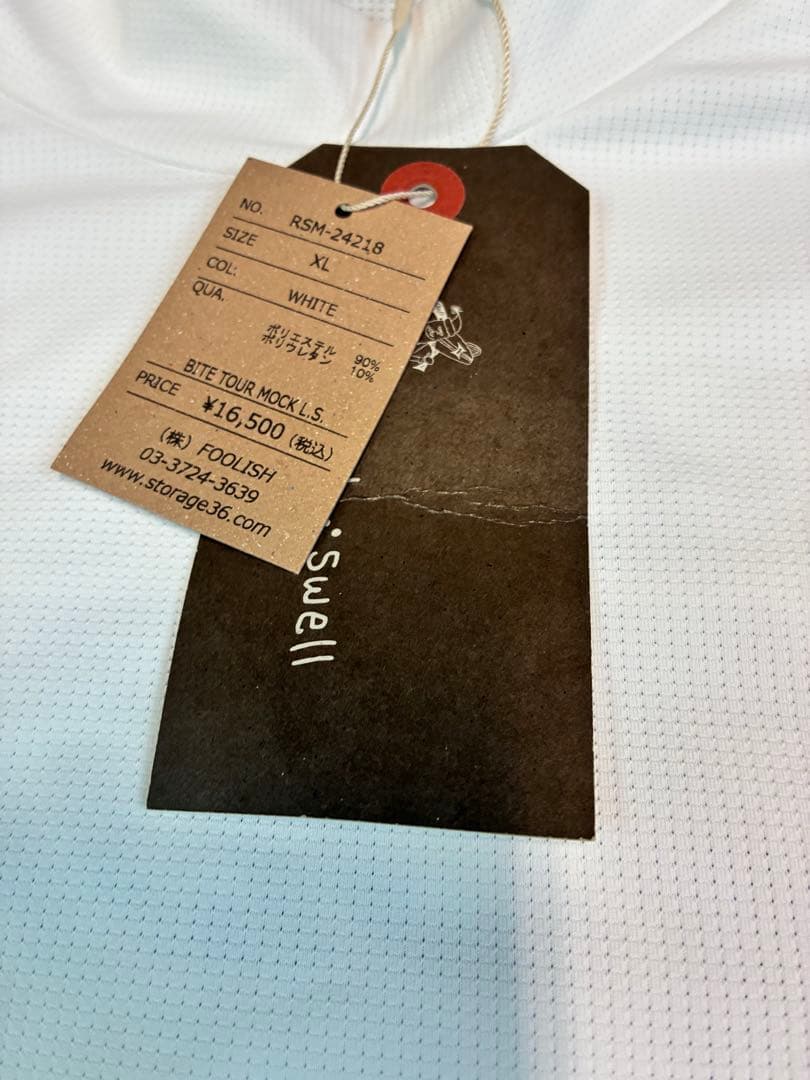 NO. RSM-24218
SIZE XL
COL: WHITE
QUA.
ポリエステル 90%
ポリウレタン 10%
BITE TOUR MOCK L.S.
PRICE ¥16,500 (税込)
(株) FOOLISH
03-3724-3639
www.storage36.com
Swell